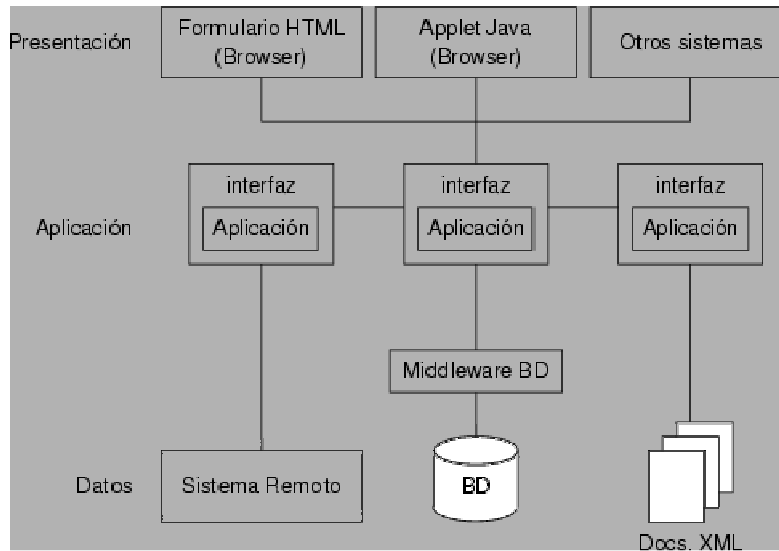 Presentación
Formulario HTML
(Browser)
Applet Java
(Browser)
Otros sistemas
Aplicación
interfaz
Aplicación
interfaz
Aplicación
interfaz
Aplicación
Middleware BD
Datos
Sistema Remoto
BD
Docs. XML